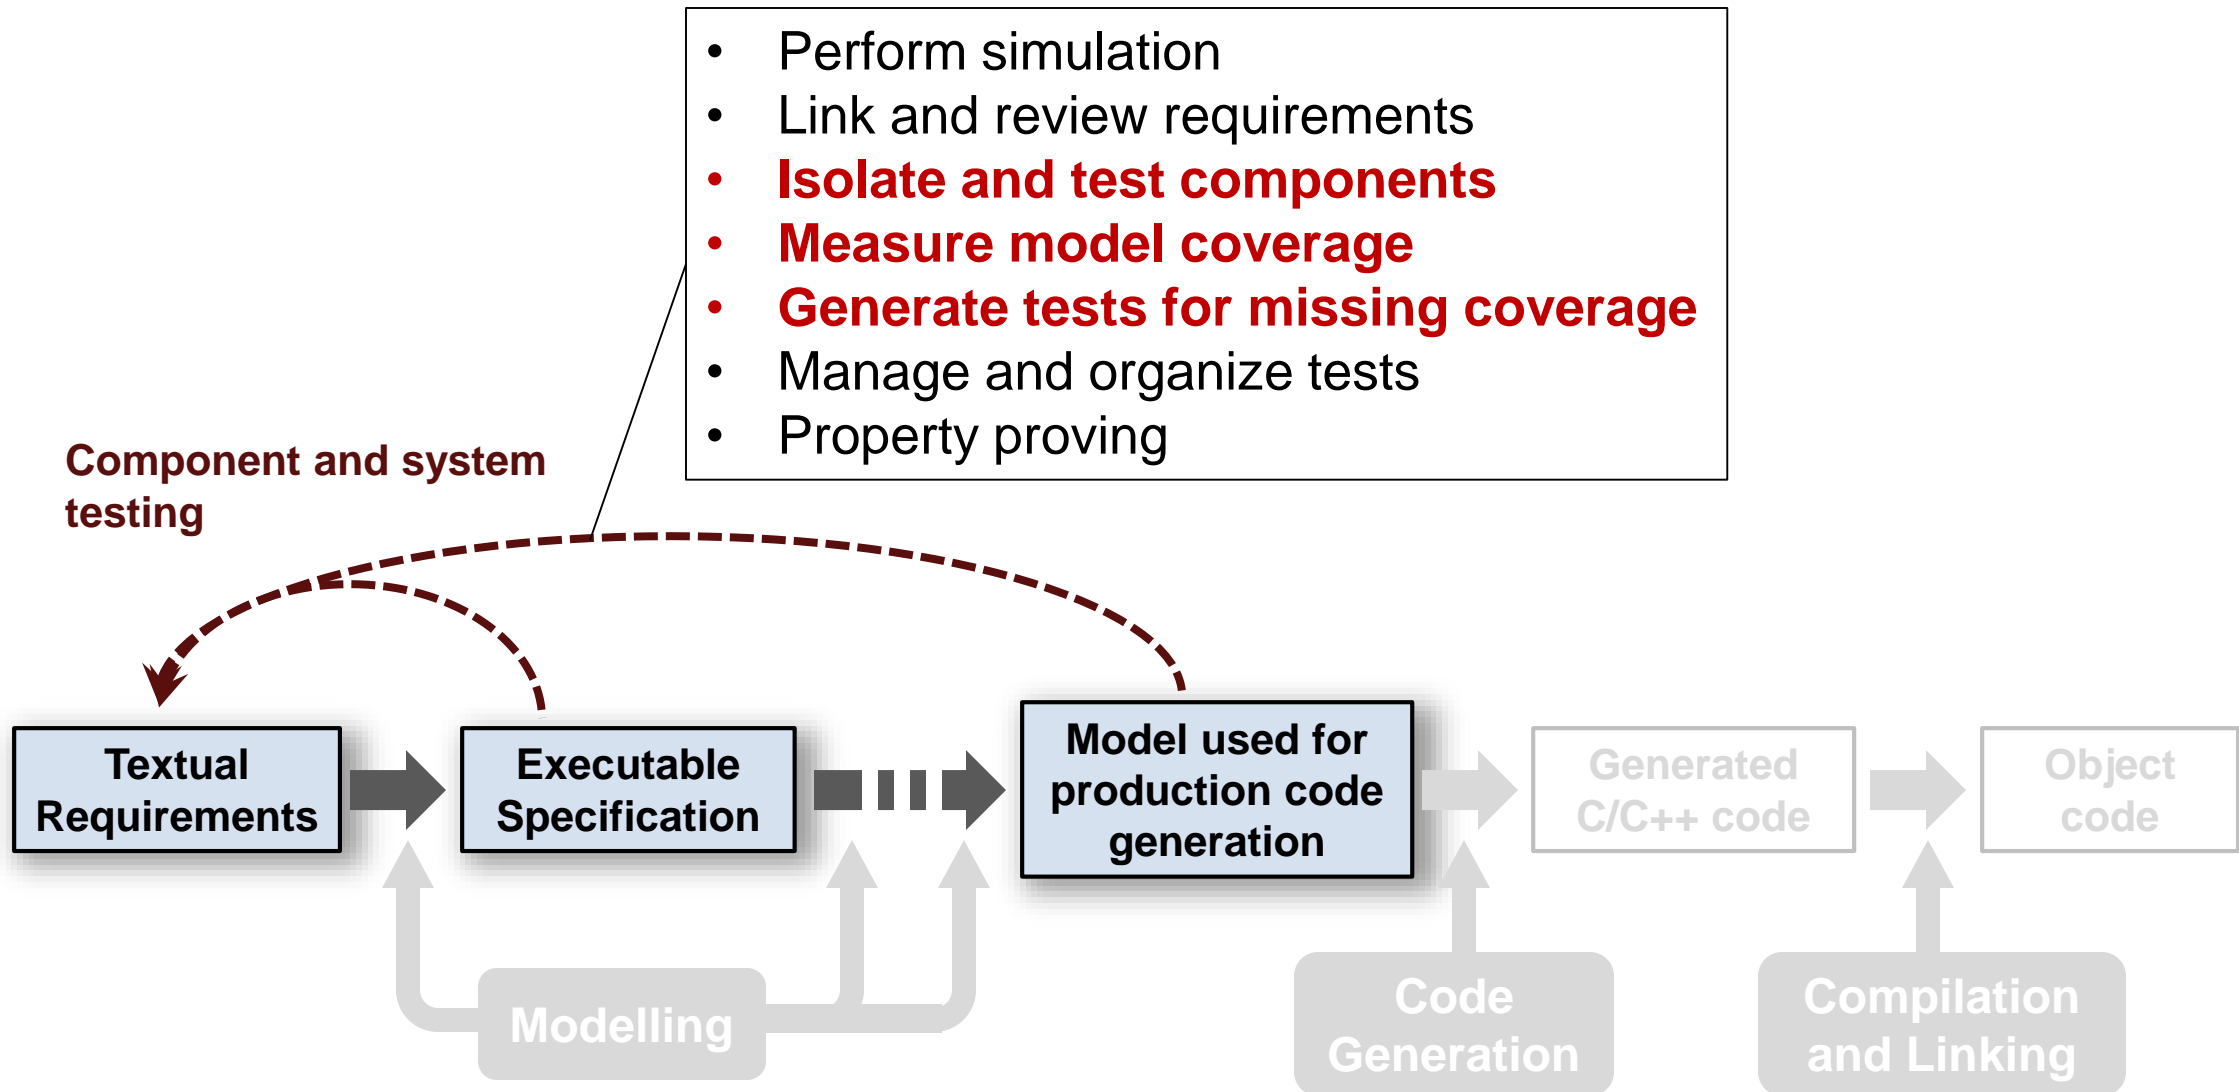 • Perform simulation
• Link and review requirements
• Isolate and test components
• Measure model coverage
• Generate tests for missing coverage
• Manage and organize tests
• Property proving
Component and system
testing
Textual
Requirements
Executable
Specification
Model used for
production code
generation
Generated
C/C++ code
Object
code
Modelling
Code
Generation
Compilation
and Linking